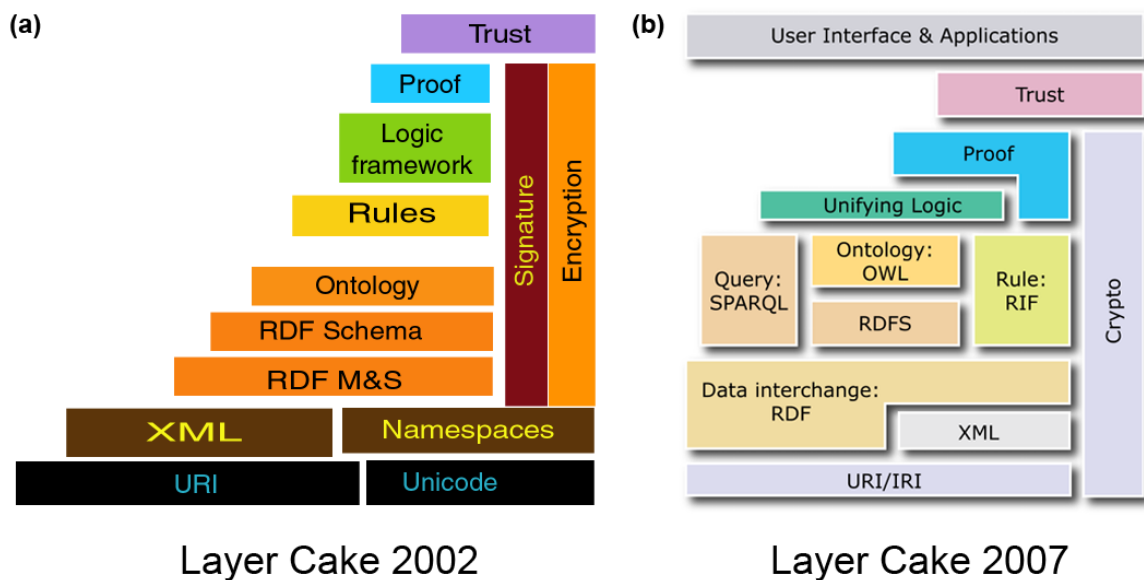 (a)
Trust
Proof
Logic
framework
Rules
Ontology
RDF Schema
RDF M&S
Signature
Encryption
XML
Namespaces
URI
Unicode
Layer Cake 2002
(b)
User Interface & Applications
Trust
Proof
Unifying Logic
Query:
SPARQL
Ontology:
OWL
RDFS
Rule:
RIF
Crypto
Data interchange:
RDF
XML
URI/IRI
Layer Cake 2007